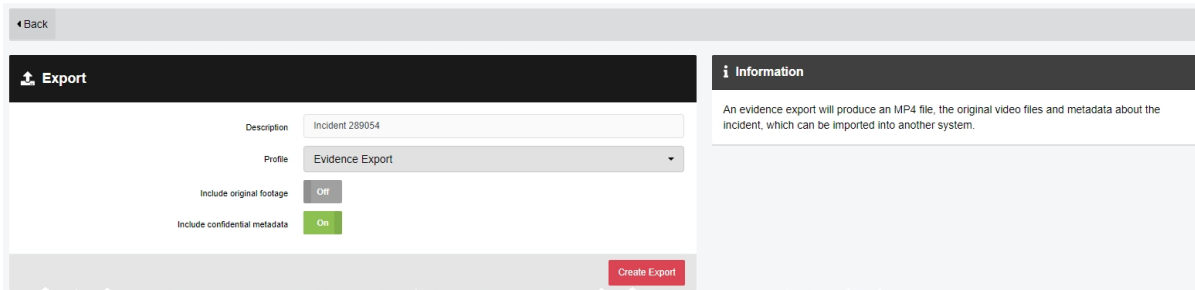 Back
Export
Description
Incident 289054
Profile
Evidence Export
Include original footage
Off
Include confidential metadata
On
Create Export
Information
An evidence export will produce an MP4 file, the original video files and metadata about the
incident, which can be imported into another system.